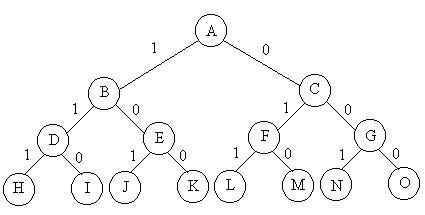 A
1 0
B C
1 0 1 0
D E F G
1 0 1 0 1 0 1 0
H I J K L M N O